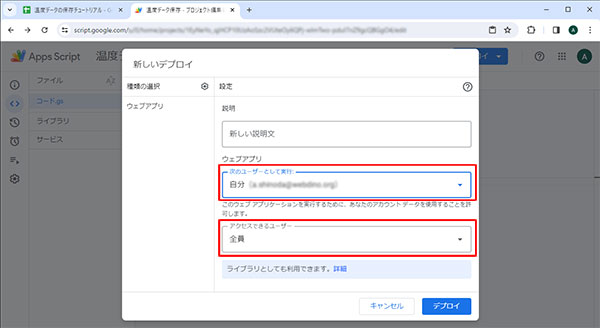 温度データの保存チュートリアル - G
温度データ保存 - プロジェクト編集
script.google.com/
Apps Script
温度デ
A
新しいデプロイ
ファイル
種類の選択
設定
コード.gs
ウェブアプリ
説明
ライブラリ
新しい説明文
サービス
ウェブアプリ
次のユーザーとして実行:
自分 (a.shinoda@webdino.org)
このウェブ アプリケーションを実行するために、あなたのアカウント データを使用することを許
可します。
アクセスできるユーザー
全員
ライブラリとしても利用できます。詳細
キャンセル
デプロイ